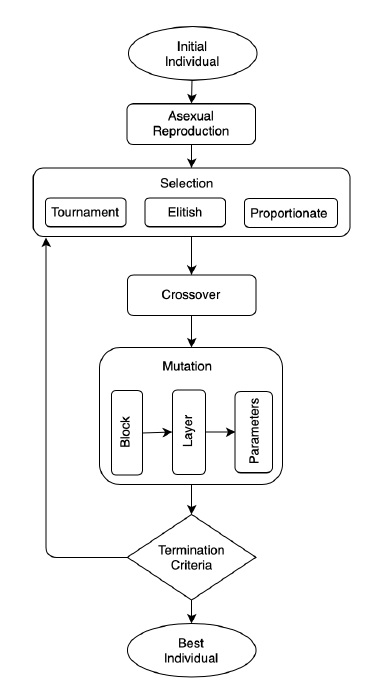 Initial
Individual
Asexual
Reproduction
Selection
Tournament
Elitish
Proportionate
Crossover
Mutation
Block
Layer
Parameters
Termination
Criteria
Best
Individual